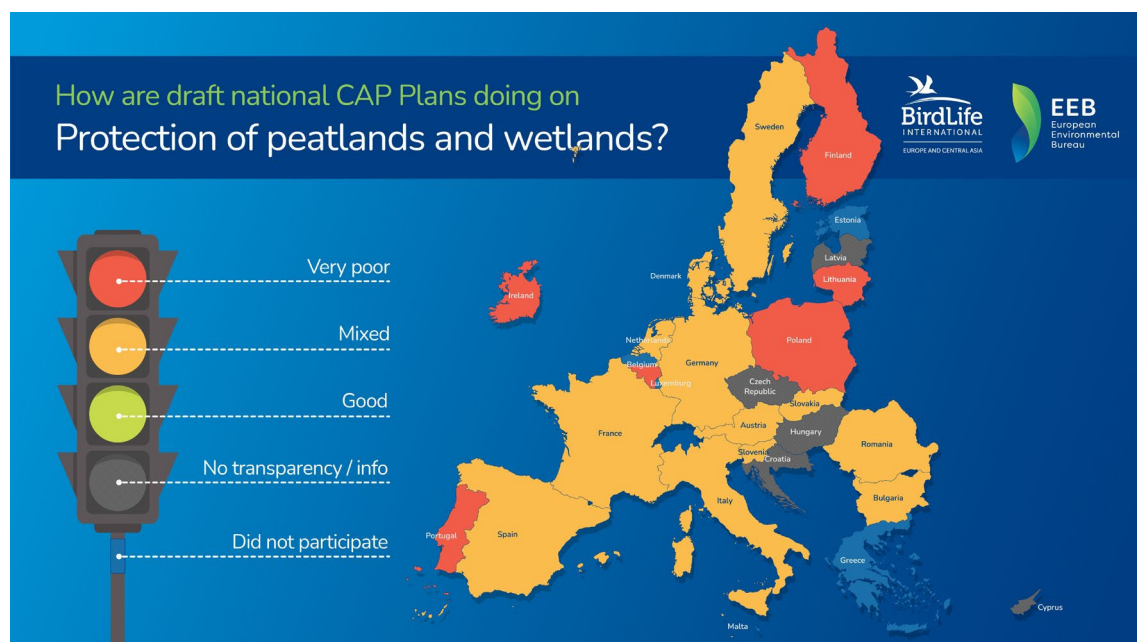 How are draft national CAP Plans doing on
Protection of peatlands and wetlands?
BirdLife
INTERNATIONAL
EUROPE AND CENTRAL ASIA
EEB
European
Environmental
Bureau
Very poor
Mixed
Good
No transparency / info
Did not participate
Sweden
Finland
Estonia
Latvia
Lithuania
Denmark
Ireland
Netherlands
Poland
Belgium
Germany
Luxemburg
Czech
Republic
Slovakia
France
Austria
Hungary
Romania
Slovenia
Croatia
Bulgaria
Italy
Portugal
Spain
Greece
Cyprus
Malta